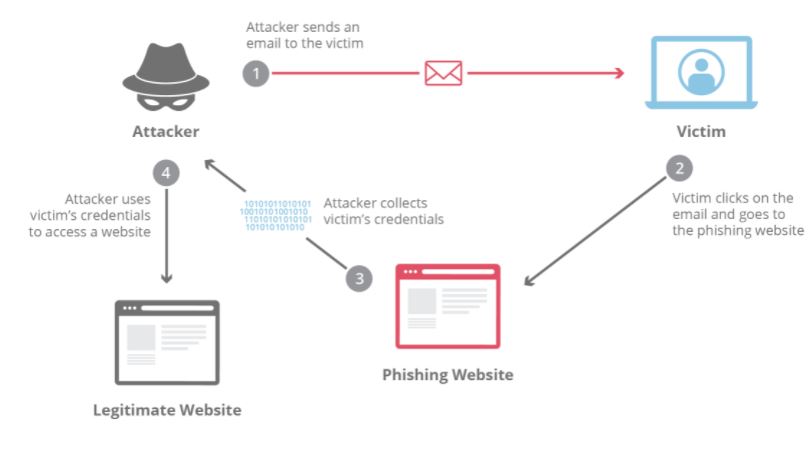 Attacker sends an
email to the victim
1
Attacker
Victim
4
2
Attacker uses
victim's credentials
to access a website
10101011010101
10010101001010
11010101010101
101010101010
Attacker collects
victim's credentials
Victim clicks on the
email and goes to
the phishing website
3
Phishing Website
Legitimate Website